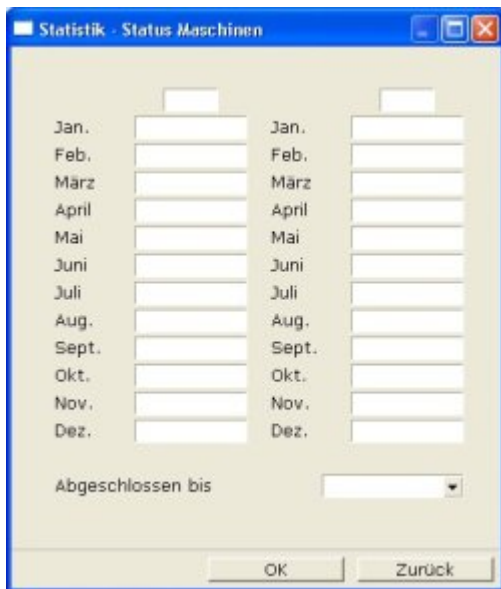 Statistik - Status Maschinen
Jan. Jan.
Feb. Feb.
März März
April April
Mai Mai
Juni Juni
Juli Juli
Aug. Aug.
Sept. Sept.
Okt. Okt.
Nov. Nov.
Dez. Dez.
Abgeschlossen bis
OK Zurück